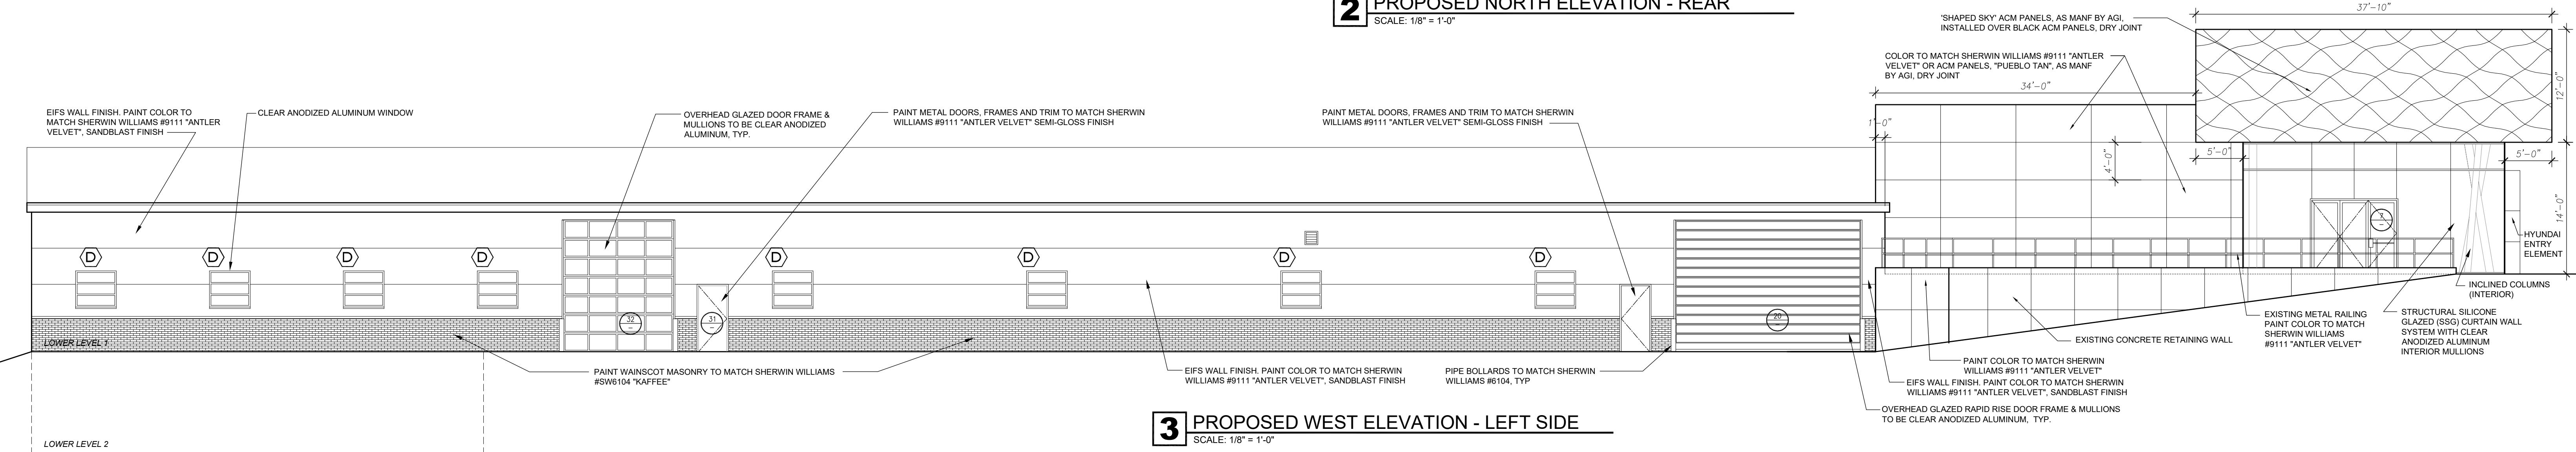 2 PROPOSED NORTH ELEVATION - REAR
SCALE: 1/8" = 1'-0"
'SHAPED SKY' ACM PANELS, AS MANF BY AGI,
INSTALLED OVER BLACK ACM PANELS, DRY JOINT
37'-10"
COLOR TO MATCH SHERWIN WILLIAMS #9111 "ANTLER
VELVET" OR ACM PANELS, "PUEBLO TAN", AS MANF
BY AGI, DRY JOINT
34'-0"
12'-0"
EIFS WALL FINISH. PAINT COLOR TO
MATCH SHERWIN WILLIAMS #9111 "ANTLER
VELVET", SANDBLAST FINISH
CLEAR ANODIZED ALUMINUM WINDOW
OVERHEAD GLAZED DOOR FRAME &
MULLIONS TO BE CLEAR ANODIZED
ALUMINUM, TYP.
PAINT METAL DOORS, FRAMES AND TRIM TO MATCH SHERWIN
WILLIAMS #9111 "ANTLER VELVET" SEMI-GLOSS FINISH
PAINT METAL DOORS, FRAMES AND TRIM TO MATCH SHERWIN
WILLIAMS #9111 "ANTLER VELVET" SEMI-GLOSS FINISH
1'-0"
4'-0"
5'-0"
5'-0"
14'-0"
D
D
D
D
D
D
D
D
7
–
HYUNDAI
ENTRY
ELEMENT
32
–
31
–
20
–
LOWER LEVEL 1
INCLINED COLUMNS
(INTERIOR)
EXISTING METAL RAILING
PAINT COLOR TO MATCH
SHERWIN WILLIAMS
#9111 "ANTLER VELVET"
STRUCTURAL SILICONE
GLAZED (SSG) CURTAIN WALL
SYSTEM WITH CLEAR
ANODIZED ALUMINUM
INTERIOR MULLIONS
EXISTING CONCRETE RETAINING WALL
PAINT COLOR TO MATCH SHERWIN
WILLIAMS #9111 "ANTLER VELVET"
PAINT WAINSCOT MASONRY TO MATCH SHERWIN WILLIAMS
#SW6104 "KAFFEE"
EIFS WALL FINISH. PAINT COLOR TO MATCH SHERWIN
WILLIAMS #9111 "ANTLER VELVET", SANDBLAST FINISH
PIPE BOLLARDS TO MATCH SHERWIN
WILLIAMS #6104, TYP
EIFS WALL FINISH. PAINT COLOR TO MATCH SHERWIN
WILLIAMS #9111 "ANTLER VELVET", SANDBLAST FINISH
OVERHEAD GLAZED RAPID RISE DOOR FRAME & MULLIONS
TO BE CLEAR ANODIZED ALUMINUM, TYP.
3 PROPOSED WEST ELEVATION - LEFT SIDE
SCALE: 1/8" = 1'-0"
LOWER LEVEL 2